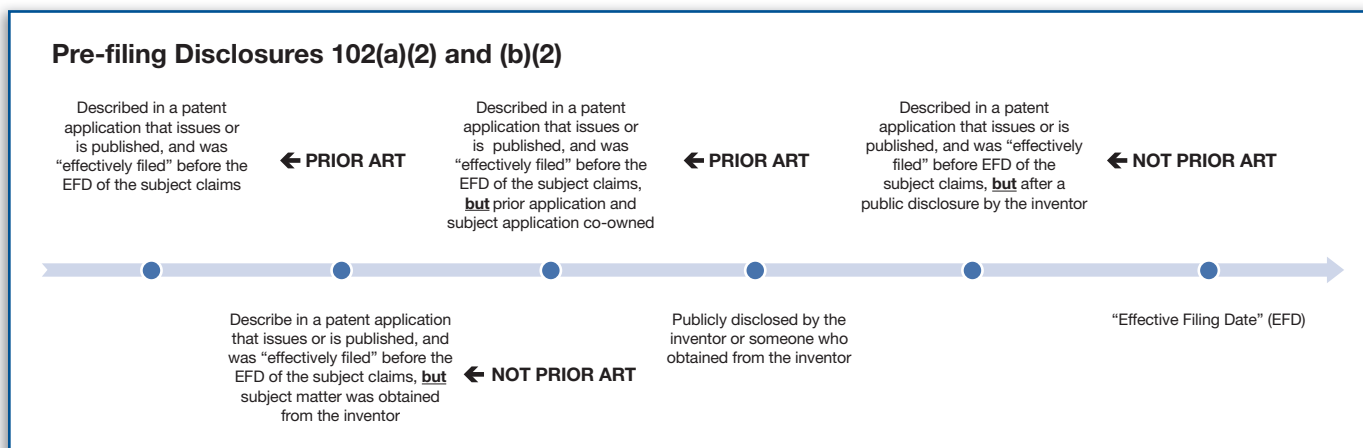 Pre-filing Disclosures 102(a)(2) and (b)(2)
Described in a patent
application that issues or
is published, and was
“effectively filed” before the
EFD of the subject claims
← PRIOR ART
Described in a patent
application that issues or
is published, and was
“effectively filed” before the
EFD of the subject claims,
but prior application and
subject application co-owned
← PRIOR ART
Described in a patent
application that issues or is
published, and was “effectively
filed” before EFD of the
subject claims, but after a
public disclosure by the inventor
← NOT PRIOR ART
Describe in a patent application
that issues or is published, and
was “effectively filed” before the
EFD of the subject claims, but
subject matter was obtained
from the inventor
← NOT PRIOR ART
Publicly disclosed by the
inventor or someone who
obtained from the inventor
“Effective Filing Date” (EFD)